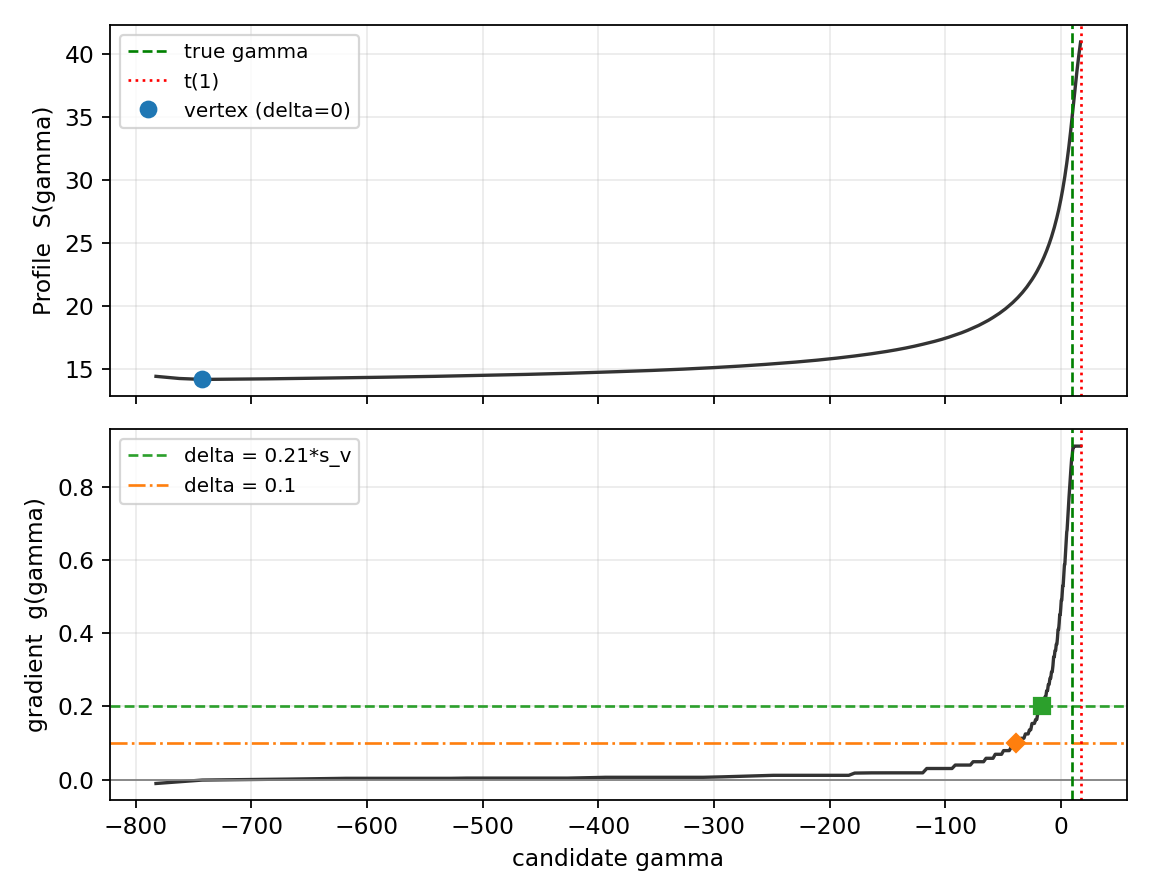 true gamma
t(1)
vertex (delta=0)
Profile S(gamma)
40
35
30
25
20
15
delta = 0.21*s_v
delta = 0.1
gradient g(gamma)
0.8
0.6
0.4
0.2
0.0
−800 −700 −600 −500 −400 −300 −200 −100 0
candidate gamma